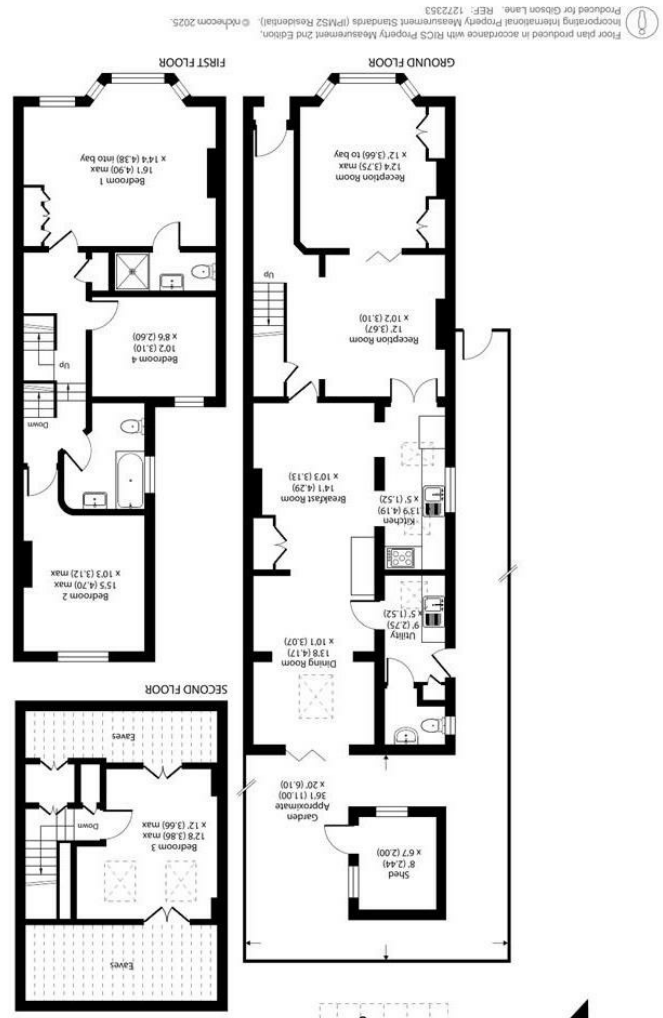 SECOND FLOOR
Eaves
Bedroom 3
12'8 (3.86) max
x 12' (3.66) max
Down
Eaves
Garden
Approximate
36'1 (11.00)
x 20' (6.10)
Shed
8' (2.44)
x 6'7 (2.00)
Dining Room
13'8 (4.17)
x 10'1 (3.07)
Utility
9' (2.75)
x 5' (1.52)
Kitchen
13'9 (4.19)
x 5' (1.52)
Breakfast Room
14'1 (4.29)
x 10'3 (3.13)
Reception Room
12' (3.67)
x 10'2 (3.10)
Up
Reception Room
12'4 (3.75) max
x 12' (3.66) to bay
GROUND FLOOR
Bedroom 2
15'5 (4.70) max
x 10'3 (3.12) max
Down
Up
Bedroom 4
10'2 (3.10)
x 8'6 (2.60)
Bedroom 1
16'1 (4.90) max
x 14'4 (4.38) into bay
FIRST FLOOR
Floor plan produced in accordance with RICS Property Measurement 2nd Edition,
Incorporating International Property Measurement Standards (IPMS2 Residential). © nichecom 2025.
Produced for Gibson Lane. REF: 1272353